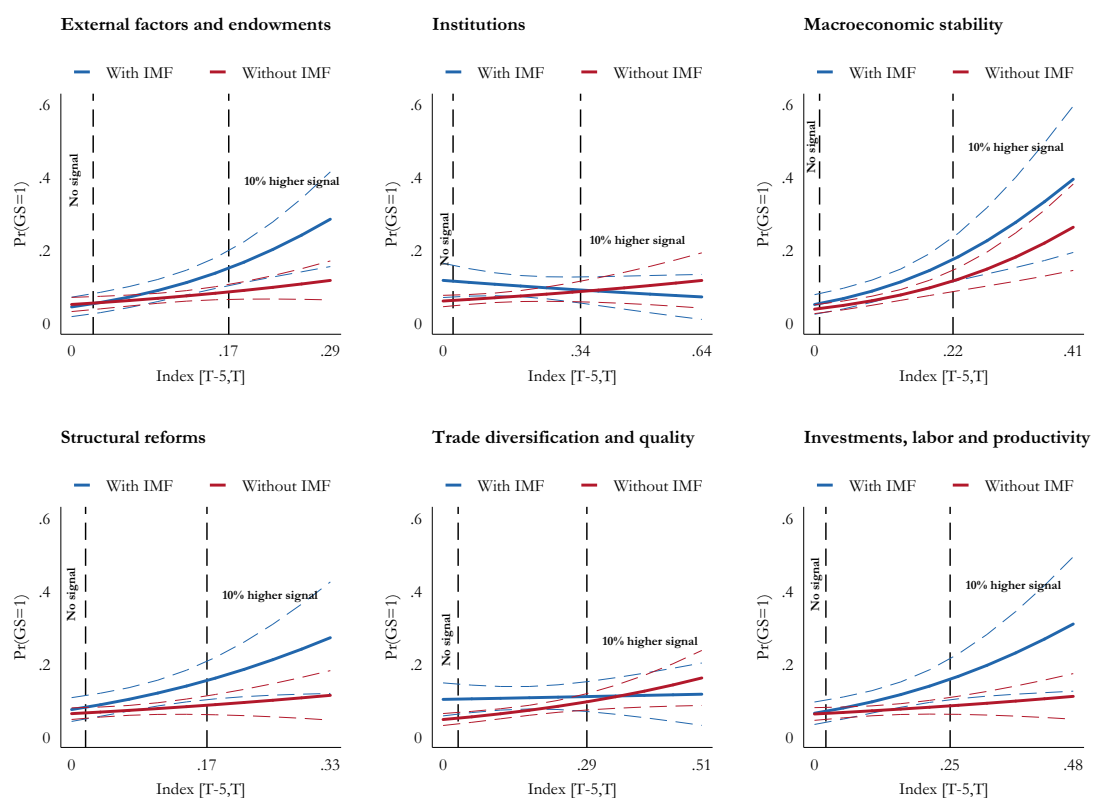 External factors and endowments
With IMF Without IMF
.6
.4
.2
0
Pr(GS=1)
No signal
10% higher signal
0 .17 .29
Index [T-5,T]
Institutions
With IMF Without IMF
.6
.4
.2
0
Pr(GS=1)
No signal
10% higher signal
0 .34 .64
Index [T-5,T]
Macroeconomic stability
With IMF Without IMF
.6
.4
.2
0
Pr(GS=1)
No signal
10% higher signal
0 .22 .41
Index [T-5,T]
Structural reforms
With IMF Without IMF
.6
.4
.2
0
Pr(GS=1)
No signal
10% higher signal
0 .17 .33
Index [T-5,T]
Trade diversification and quality
With IMF Without IMF
.6
.4
.2
0
Pr(GS=1)
No signal
10% higher signal
0 .29 .51
Index [T-5,T]
Investments, labor and productivity
With IMF Without IMF
.6
.4
.2
0
Pr(GS=1)
No signal
10% higher signal
0 .25 .48
Index [T-5,T]